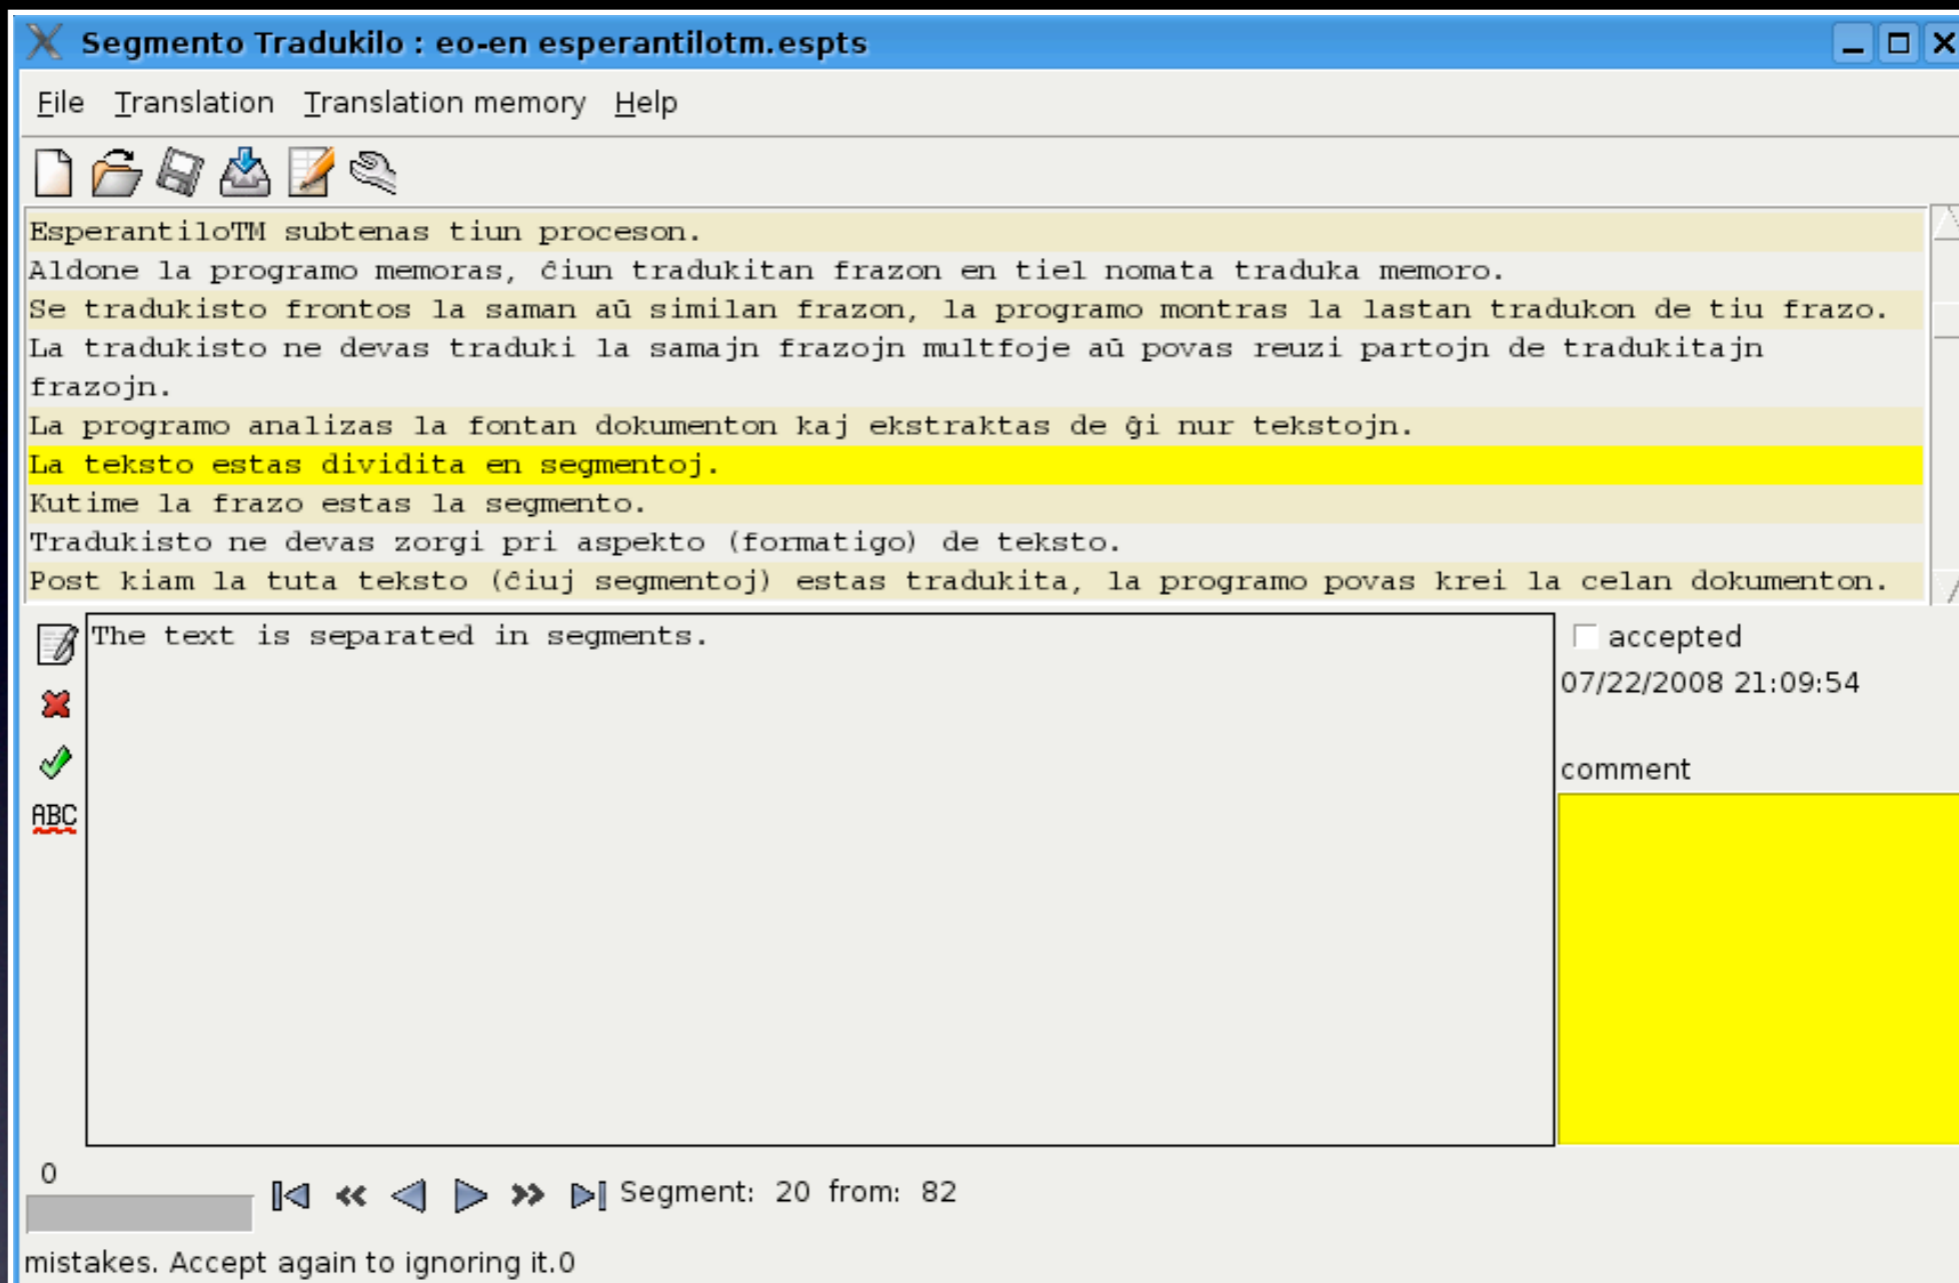 Segmento Tradukilo : eo-en esperantilotm.espts
File Translation Translation memory Help
EsperantiloTM subtenas tiun proceson.
Aldone la programo memoras, ĉiun tradukitan frazon en tiel nomata traduka memoro.
Se tradukisto frontos la saman aŭ similan frazon, la programo montras la lastan tradukon de tiu frazo.
La tradukisto ne devas traduki la samajn frazojn multfoje aŭ povas reuzi partojn de tradukitajn
frazojn.
La programo analizas la fontan dokumenton kaj ekstraktas de ĝi nur tekstojn.
La teksto estas dividita en segmentoj.
Kutime la frazo estas la segmento.
Tradukisto ne devas zorgi pri aspekto (formatigo) de teksto.
Post kiam la tuta teksto (ĉiuj segmentoj) estas tradukita, la programo povas krei la celan dokumenton.
The text is separated in segments.
accepted
07/22/2008 21:09:54
comment
ABC
0
Segment: 20 from: 82
mistakes. Accept again to ignoring it.0